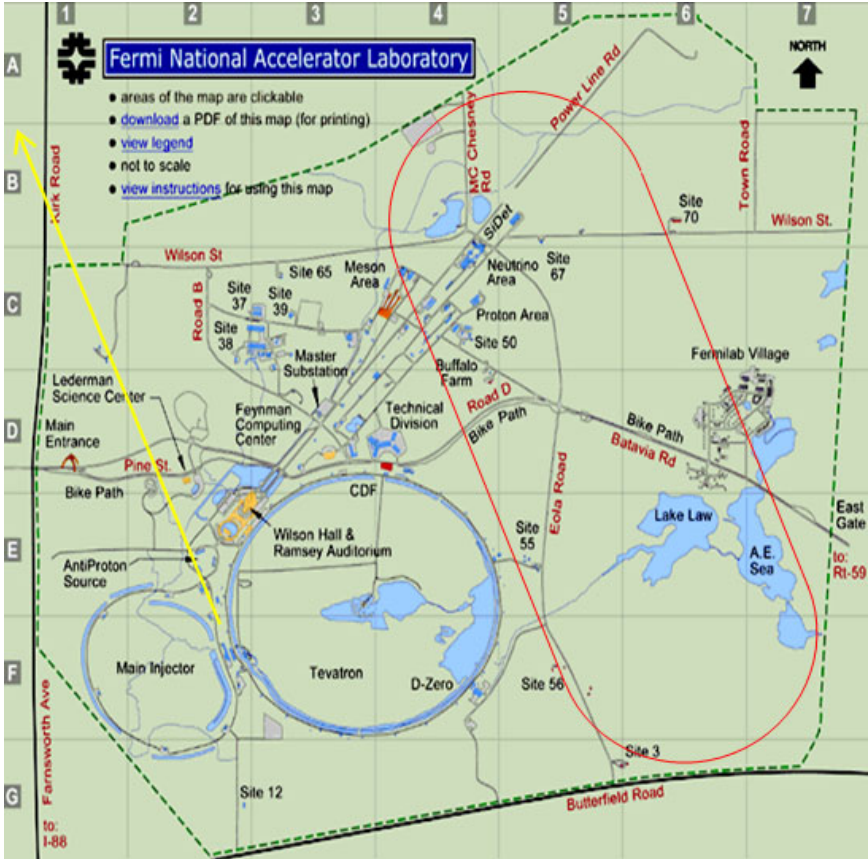 1 2 3 4 5 6 7
A
B
C
D
E
F
G
Fermi National Accelerator Laboratory
● areas of the map are clickable
● download a PDF of this map (for printing)
● view legend
● not to scale
● view instructions for using this map
NORTH
Kirk Road
MC Chesney
Rd
Power Line Rd
Town Road
Site
70
Wilson St.
Wilson St
SiDet
Site 65
Meson
Area
Neutrino
Area
Site
67
Road B
Site
37
Site
39
Site
38
Proton Area
Site 50
Master
Substation
Buffalo
Farm
Fermilab Village
Lederman
Science Center
Feynman
Computing
Center
Technical
Division
Road D
Bike Path
Bike Path
Batavia Rd
Main
Entrance
Pine St.
Bike Path
CDF
Eola Road
Wilson Hall &
Ramsey Auditorium
Site
55
Lake Law
A.E.
Sea
East
Gate
to:
Rt-59
AntiProton
Source
Main Injector
Tevatron
D-Zero
Site 56
Site 3
Farnsworth Ave
Site 12
Butterfield Road
to:
I-88